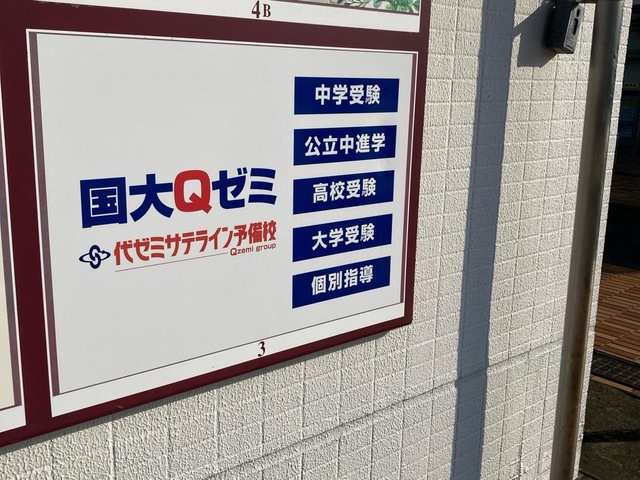 4B
国大Qゼミ
代ゼミサテライン予備校
Qzemi group
中学受験
公立中進学
高校受験
大学受験
個別指導
3